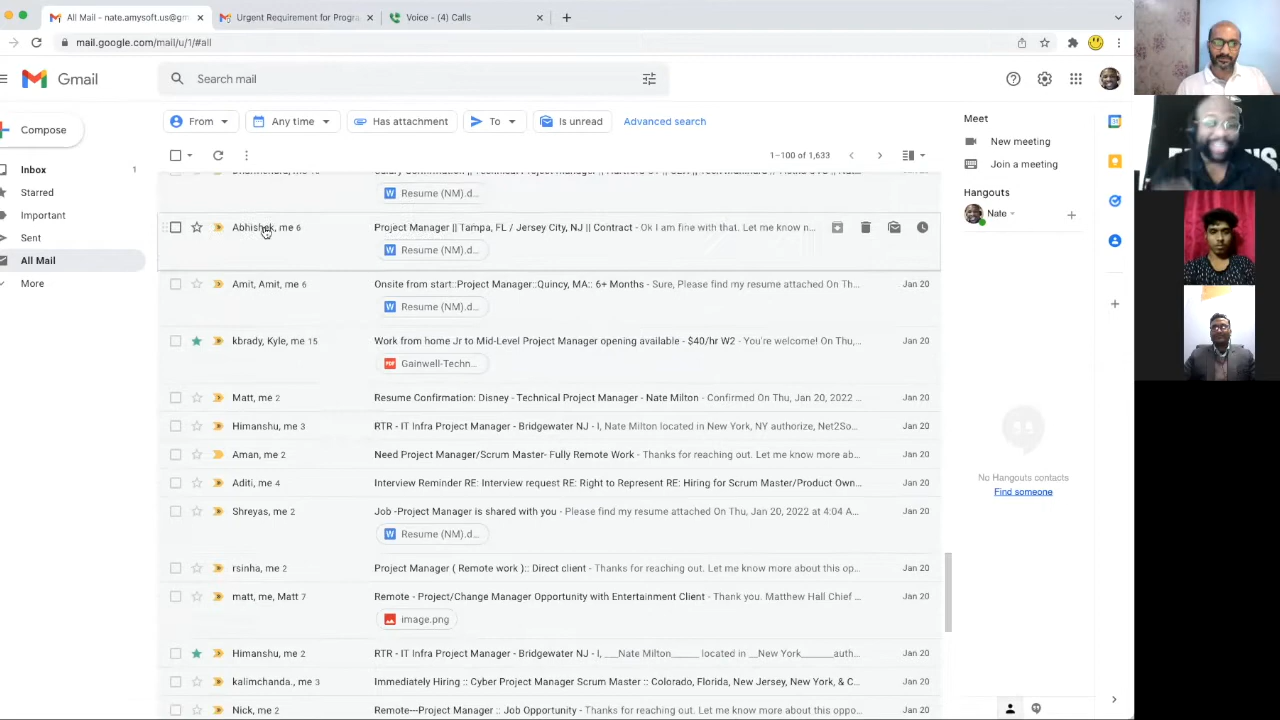 All Mail - nate.amysoft.us@gm
Urgent Requirement for Progra
Voice - (4) Calls
mail.google.com/mail/u/1/#all
Gmail
Search mail
Compose
From
Any time
Has attachment
To
Is unread
Advanced search
1–100 of 1,633
Inbox 1
Starred
Important
Sent
All Mail
More
Resume (NM).d...
Abhishek, me 6 Project Manager || Tampa, FL / Jersey City, NJ || Contract - Ok I am fine with that. Let me know n...
Resume (NM).d...
Amit, Amit, me 6 Onsite from start::Project Manager::Quincy, MA:: 6+ Months - Sure, Please find my resume attached On Th... Jan 20
Resume (NM).d...
kbrady, Kyle, me 15 Work from home Jr to Mid-Level Project Manager opening available - $40/hr W2 - You're welcome! On Thu,... Jan 20
PDF Gainwell-Techn...
Matt, me 2 Resume Confirmation: Disney - Technical Project Manager - Nate Milton - Confirmed On Thu, Jan 20, 2022 ... Jan 20
Himanshu, me 3 RTR - IT Infra Project Manager - Bridgewater NJ - I, Nate Milton located in New York, NY authorize, Net2So... Jan 20
Aman, me 2 Need Project Manager/Scrum Master- Fully Remote Work - Thanks for reaching out. Let me know more ab... Jan 20
Aditi, me 4 Interview Reminder RE: Interview request RE: Right to Represent RE: Hiring for Scrum Master/Product Own... Jan 20
Shreyas, me 2 Job -Project Manager is shared with you - Please find my resume attached On Thu, Jan 20, 2022 at 4:04 A... Jan 20
Resume (NM).d...
rsinha, me 2 Project Manager ( Remote work ):: Direct client - Thanks for reaching out. Let me know more about this op... Jan 20
matt, me, Matt 7 Remote - Project/Change Manager Opportunity with Entertainment Client - Thank you. Matthew Hall Chief ... Jan 20
image.png
Himanshu, me 2 RTR - IT Infra Project Manager - Bridgewater NJ - I, ___Nate Milton______ located in __New York_______auth... Jan 20
kalimchanda., me 3 Immediately Hiring :: Cyber Project Manager Scrum Master :: Colorado, Florida, New Jersey, New York, & C... Jan 20
Nick, me 2 Remote---Project Manager :: Job Opportunity - Thanks for reaching out. Let me know more about this op... Jan 20
Meet
New meeting
Join a meeting
Hangouts
Nate
No Hangouts contacts
Find someone